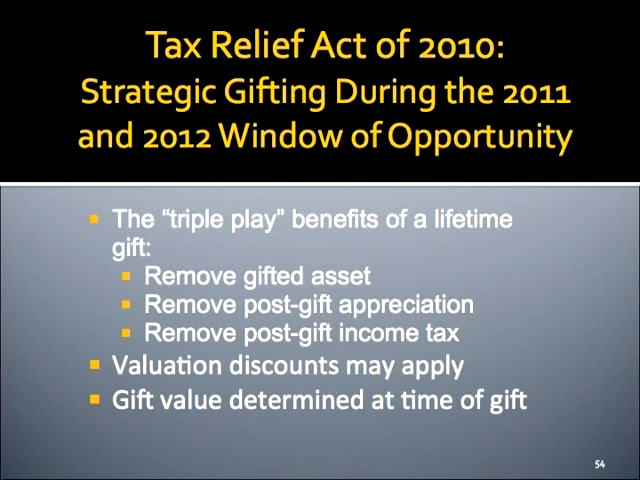 Tax Relief Act of 2010:
Strategic Gifting During the 2011
and 2012 Window of Opportunity
The “triple play” benefits of a lifetime
gift:
Remove gifted asset
Remove post-gift appreciation
Remove post-gift income tax
Valuation discounts may apply
Gift value determined at time of gift
54